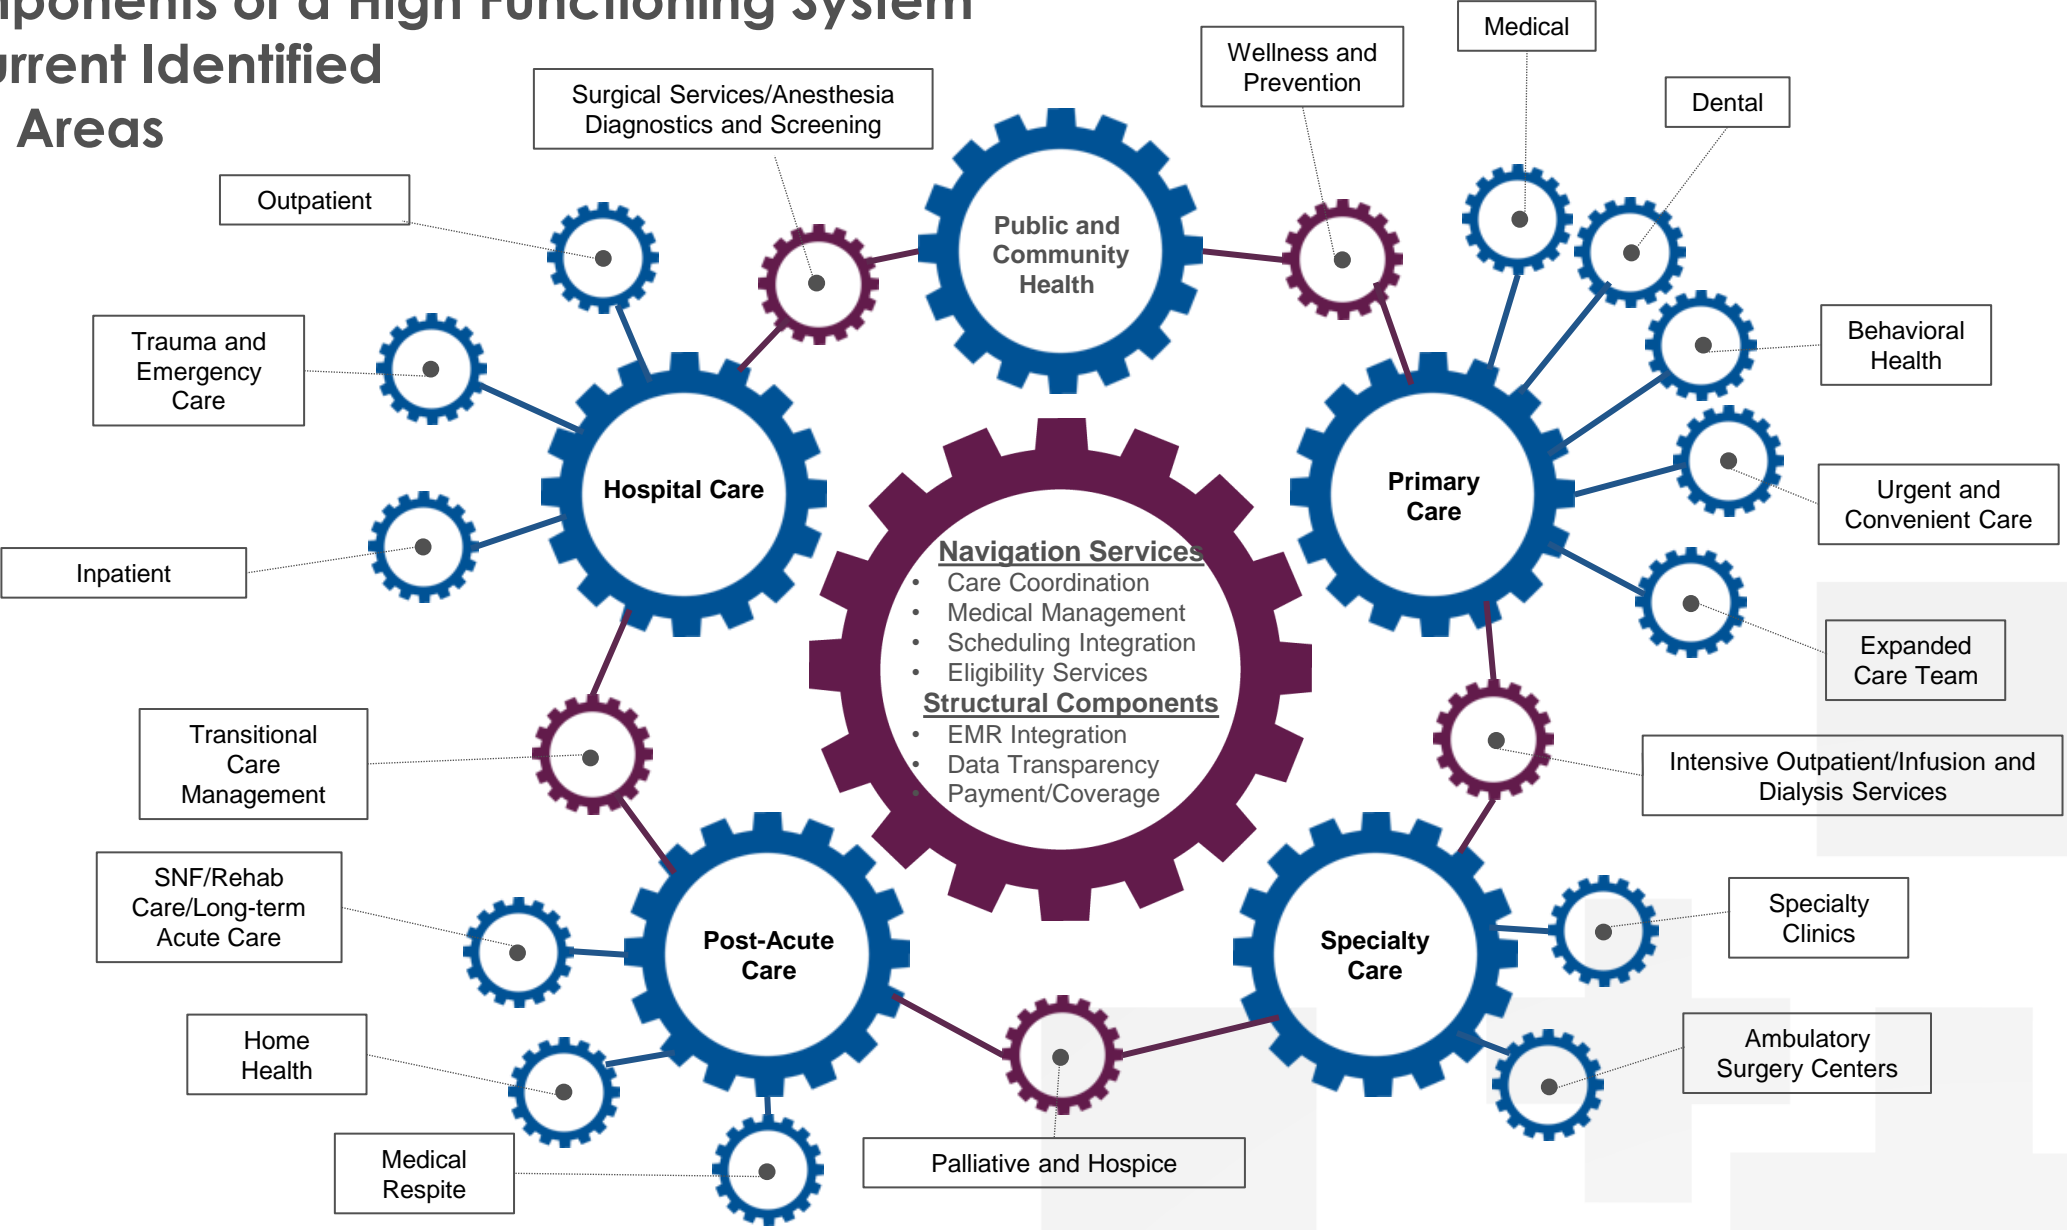 of a High Functioning System
Identified
Areas
Medical
Wellness and
Prevention
Surgical Services/Anesthesia
Diagnostics and Screening
Dental
Outpatient
Public and
Community
Health
Trauma and
Emergency
Care
Behavioral
Health
Hospital Care
Primary
Care
Urgent and
Convenient Care
Inpatient
Navigation Services
• Care Coordination
• Medical Management
• Scheduling Integration
• Eligibility Services
Structural Components
• EMR Integration
• Data Transparency
• Payment/Coverage
Expanded
Care Team
Transitional
Care
Management
Intensive Outpatient/Infusion and
Dialysis Services
SNF/Rehab
Care/Long-term
Acute Care
Post-Acute
Care
Specialty
Care
Specialty
Clinics
Home
Health
Ambulatory
Surgery Centers
Medical
Respite
Palliative and Hospice